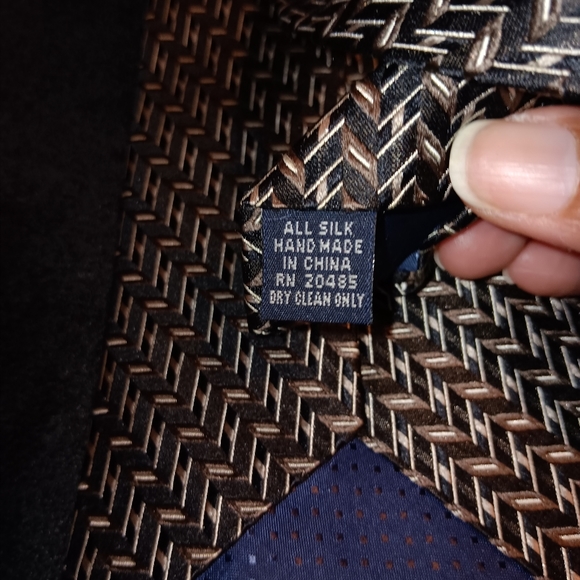 ALL SILK
HAND MADE
IN CHINA
RN 20485
DRY CLEAN ONLY